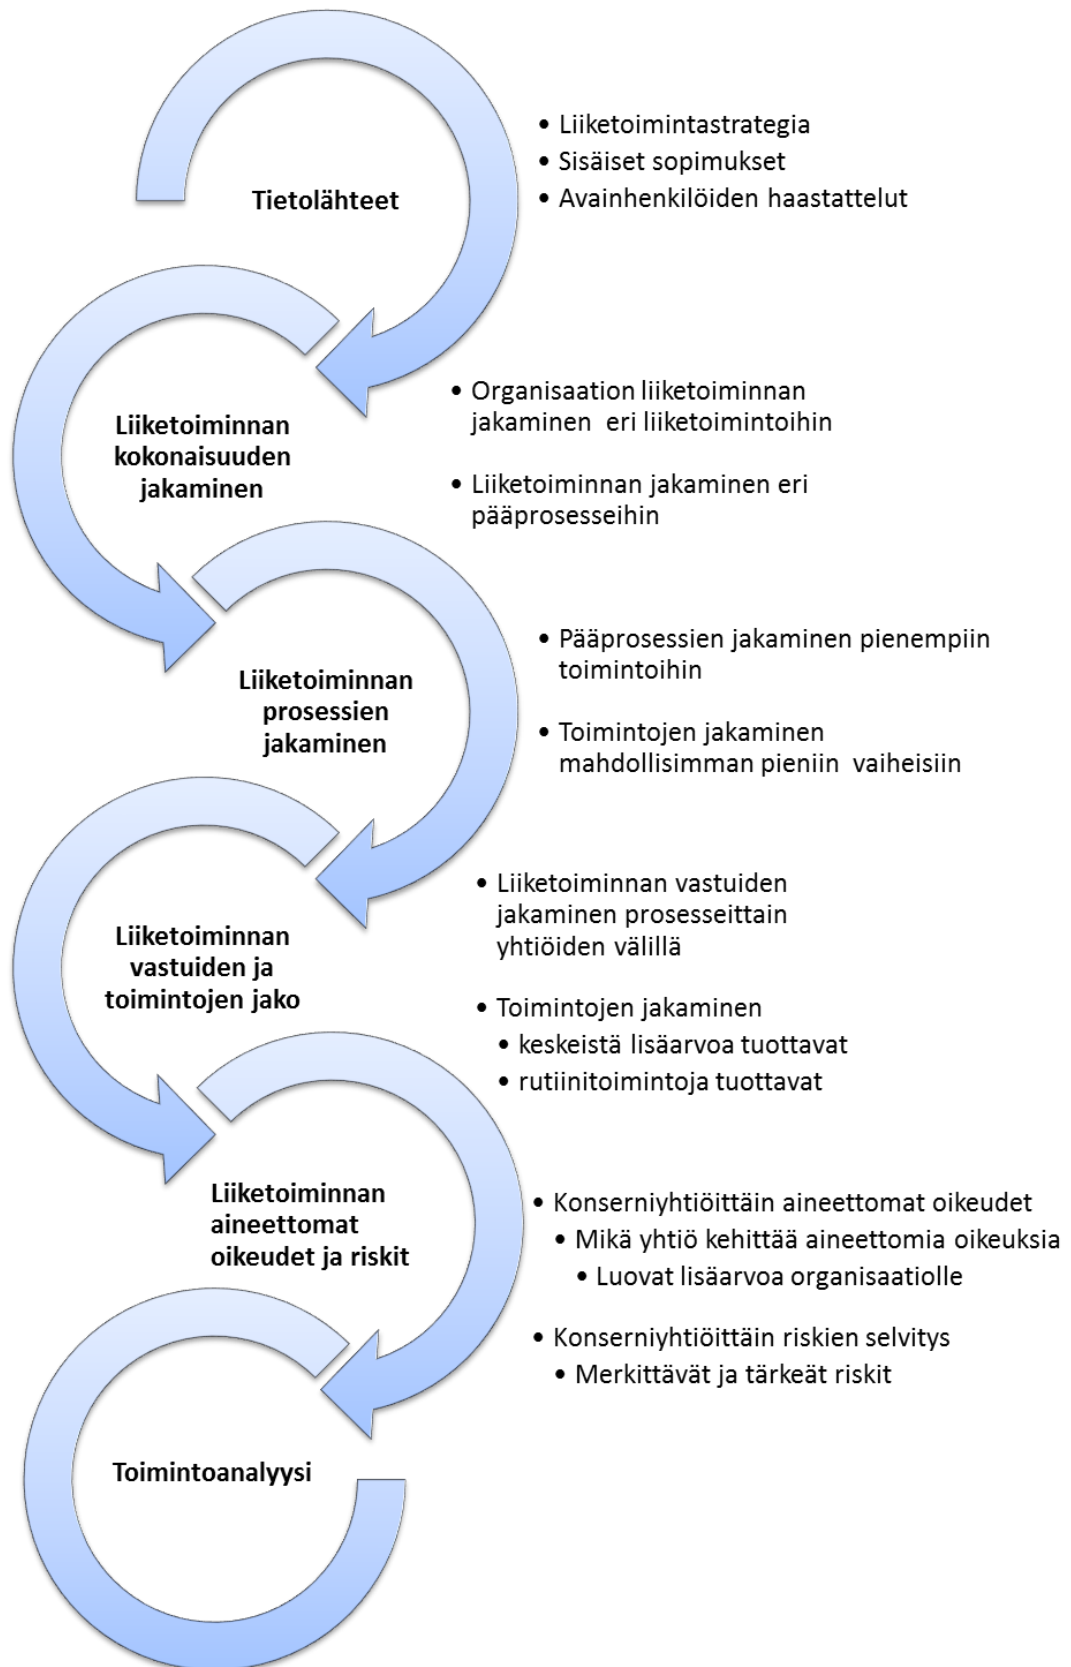 Tietolähteet
• Liiketoimintastrategia
• Sisäiset sopimukset
• Avainhenkilöiden haastattelut
Liiketoiminnan
kokonaisuuden
jakaminen
• Organisaation liiketoiminnan
jakaminen eri liiketoimintoihin
• Liiketoiminnan jakaminen eri
pääprosesseihin
Liiketoiminnan
prosessien
jakaminen
• Pääprosessien jakaminen pienempiin
toimintoihin
• Toimintojen jakaminen
mahdollisimman pieniin vaiheisiin
Liiketoiminnan
vastuiden ja
toimintojen jako
• Liiketoiminnan vastuiden
jakaminen prosesseittain
yhtiöiden välillä
• Toimintojen jakaminen
• keskeistä lisäarvoa tuottavat
• rutiinitoimintoja tuottavat
Liiketoiminnan
aineettomat
oikeudet ja riskit
• Konserniyhtiöittäin aineettomat oikeudet
• Mikä yhtiö kehittää aineettomia oikeuksia
• Luovat lisäarvoa organisaatiolle
• Konserniyhtiöittäin riskien selvitys
• Merkittävät ja tärkeät riskit
Toimintoanalyysi